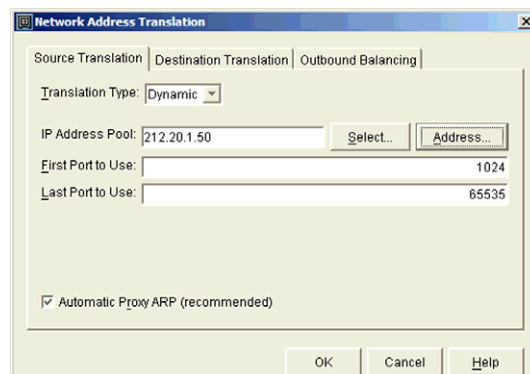 Network Address Translation
Source Translation Destination Translation Outbound Balancing
Translation Type: Dynamic
IP Address Pool: 212.20.1.50 Select... Address...
First Port to Use: 1024
Last Port to Use: 65535
Automatic Proxy ARP (recommended)
OK Cancel Help